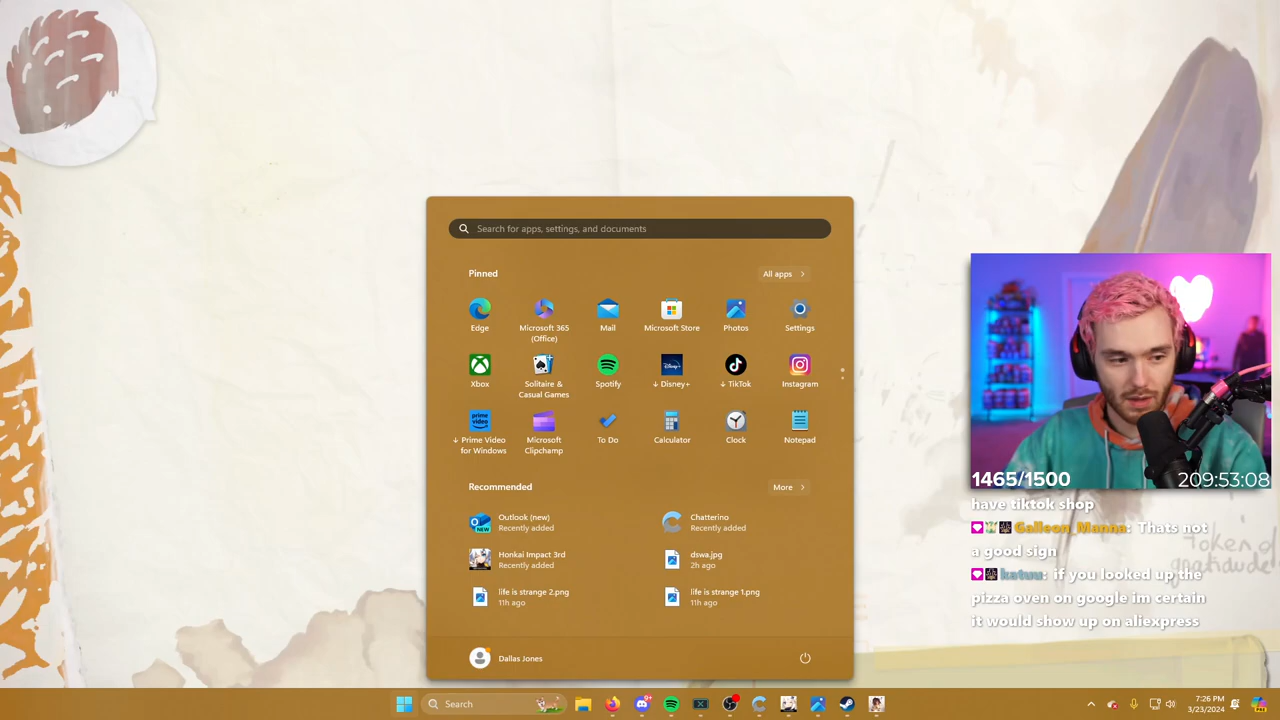 Search for apps, settings, and documents
Pinned
All apps
Edge
Microsoft 365
(Office)
Mail
Microsoft Store
Photos
Settings
Xbox
Solitaire &
Casual Games
Spotify
Disney+
TikTok
Instagram
Prime Video
for Windows
Microsoft
Clipchamp
To Do
Calculator
Clock
Notepad
Recommended
More
Outlook (new)
Recently added
Chatterino
Recently added
Honkai Impact 3rd
Recently added
dswa.jpg
2h ago
life is strange 2.png
11h ago
life is strange 1.png
11h ago
Dallas Jones
1465/1500
209:53:08
have tiktok shop
Galleon_Manna: Thats not
a good sign
katuu: if you looked up the
pizza oven on google im certain
it would show up on aliexpress
Token of
gratidude
Search
9+
7:26 PM
3/23/2024